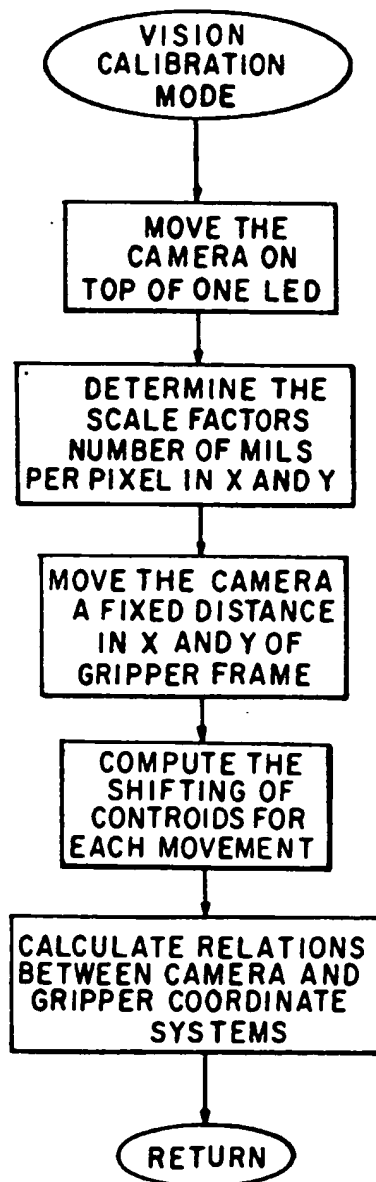 VISION
CALIBRATION
MODE
MOVE THE
CAMERA ON
TOP OF ONE LED
DETERMINE THE
SCALE FACTORS
NUMBER OF MILS
PER PIXEL IN X AND Y
MOVE THE CAMERA
A FIXED DISTANCE
IN X AND Y OF
GRIPPER FRAME
COMPUTE THE
SHIFTING OF
CONTROIDS FOR
EACH MOVEMENT
CALCULATE RELATIONS
BETWEEN CAMERA AND
GRIPPER COORDINATE
SYSTEMS
RETURN